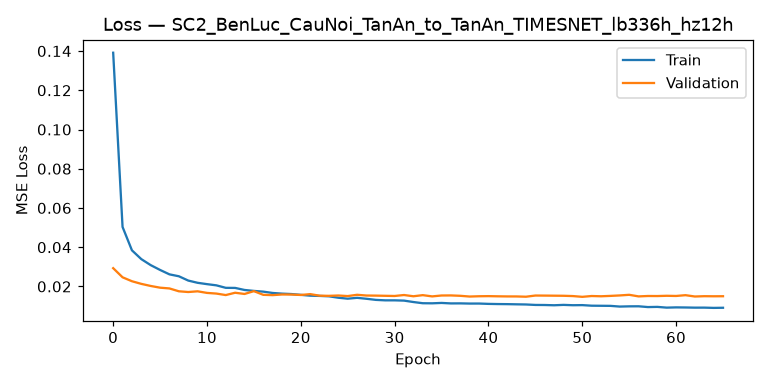 Loss — SC2_BenLuc_CauNoi_TanAn_to_TanAn_TIMESNET_lb336h_hz12h
Train
Validation
0.14
0.12
0.10
0.08
0.06
0.04
0.02
MSE Loss
0 10 20 30 40 50 60
Epoch